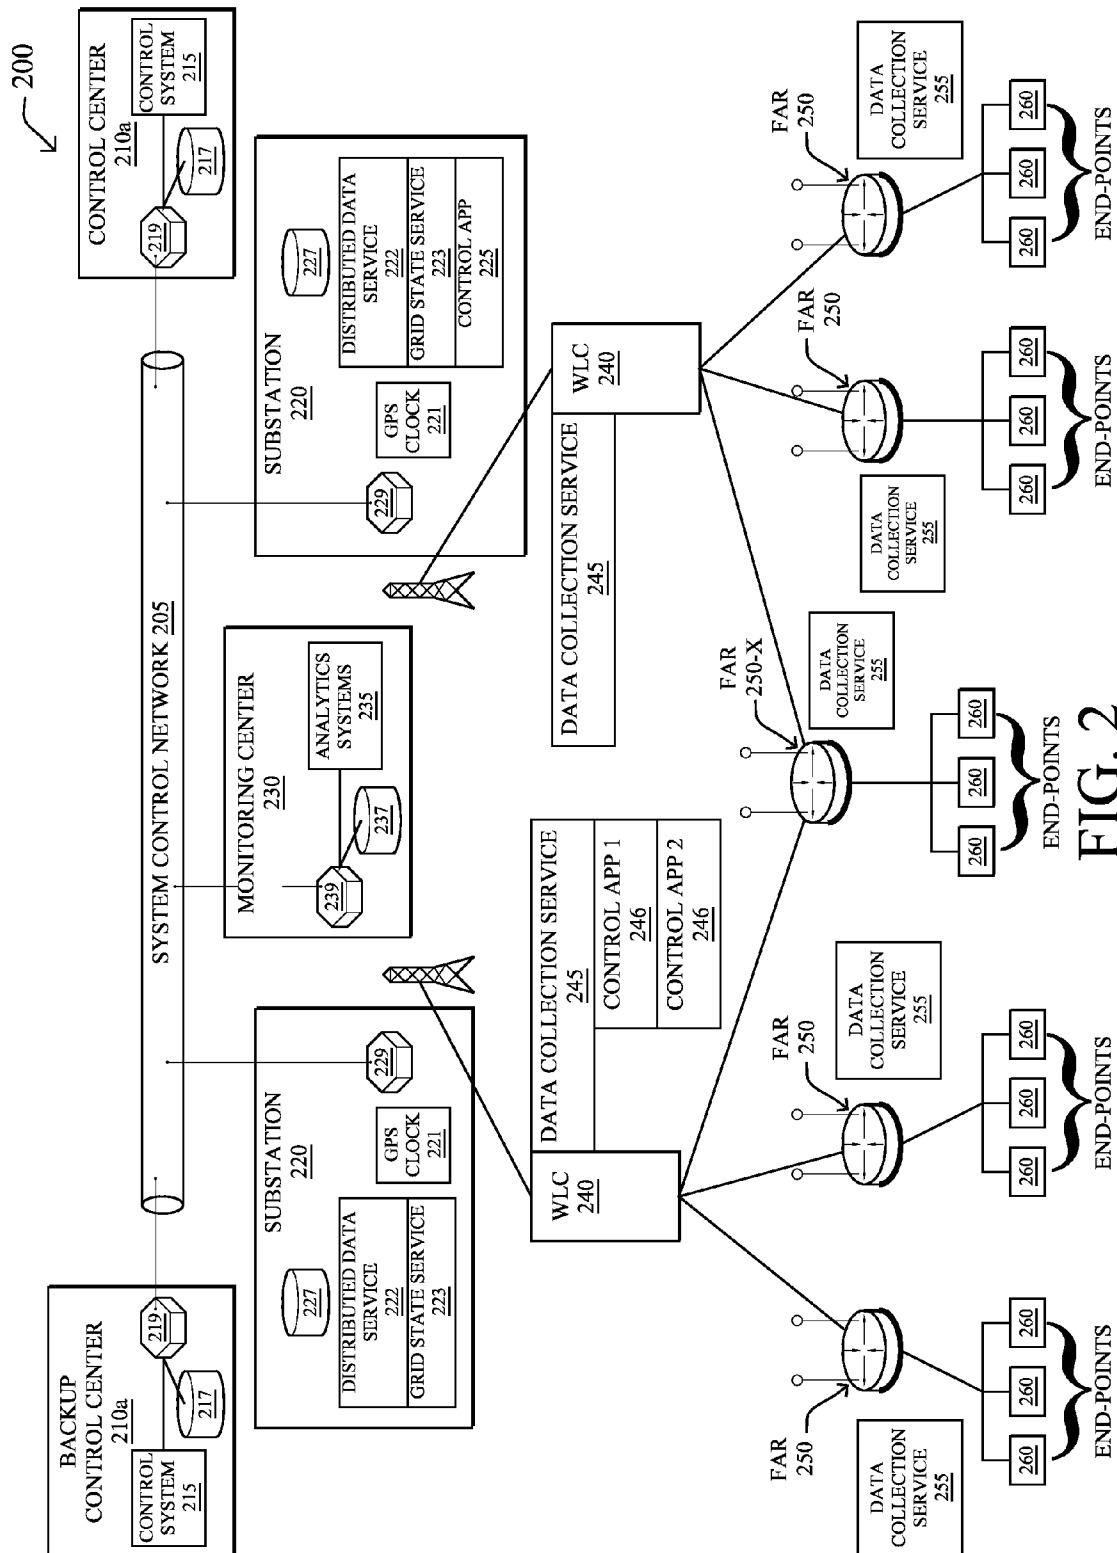 200
BACKUP
CONTROL CENTER
210a
CONTROL
SYSTEM
215
217
219
SYSTEM CONTROL NETWORK 205
CONTROL CENTER
210a
219
217
CONTROL
SYSTEM
215
SUBSTATION
220
227
DISTRIBUTED DATA
SERVICE
222
GRID STATE SERVICE
223
GPS
CLOCK
221
229
MONITORING CENTER
230
239
237
ANALYTICS
SYSTEMS
235
SUBSTATION
220
229
GPS
CLOCK
221
227
DISTRIBUTED DATA
SERVICE
222
GRID STATE SERVICE
223
CONTROL APP
225
WLC
240
DATA COLLECTION SERVICE
245
CONTROL APP 1
246
CONTROL APP 2
246
DATA COLLECTION SERVICE
245
WLC
240
FAR
250
DATA
COLLECTION
SERVICE
255
260
260
260
END-POINTS
FAR
250
DATA
COLLECTION
SERVICE
255
260
260
260
END-POINTS
FAR
250-X
DATA
COLLECTION
SERVICE
255
260
260
260
END-POINTS
FAR
250
DATA
COLLECTION
SERVICE
255
260
260
260
END-POINTS
FAR
250
DATA
COLLECTION
SERVICE
255
260
260
260
END-POINTS
FIG. 2